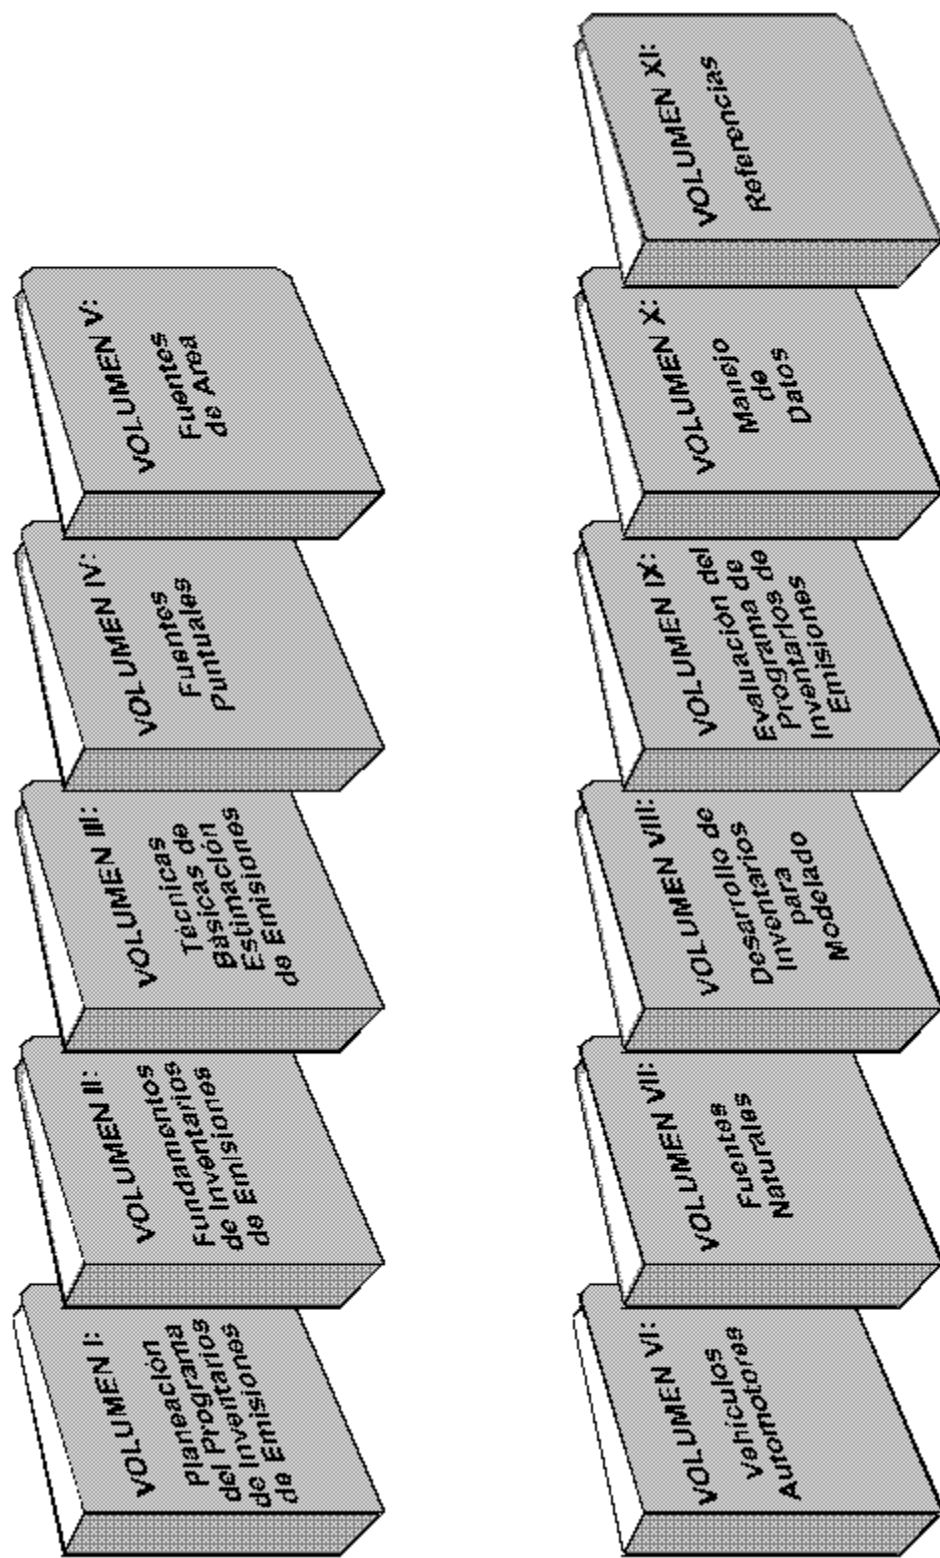 VOLUMEN I:
Planeación
del Programa
de Inventarios
de Emisiones
VOLUMEN II:
Fundamentos
de Inventarios
de Emisiones
VOLUMEN III:
Técnicas
Básicas de
Estimación
de Emisiones
VOLUMEN IV:
Fuentes
Puntuales
VOLUMEN V:
Fuentes
de Area
VOLUMEN VI:
Vehículos
Automotores
VOLUMEN VII:
Fuentes
Naturales
VOLUMEN VIII:
Desarrollo de
Inventarios
para
Modelado
VOLUMEN IX:
Evaluación del
Programa de
Inventarios de
Emisiones
VOLUMEN X:
Manejo
de
Datos
VOLUMEN XI:
Referencias